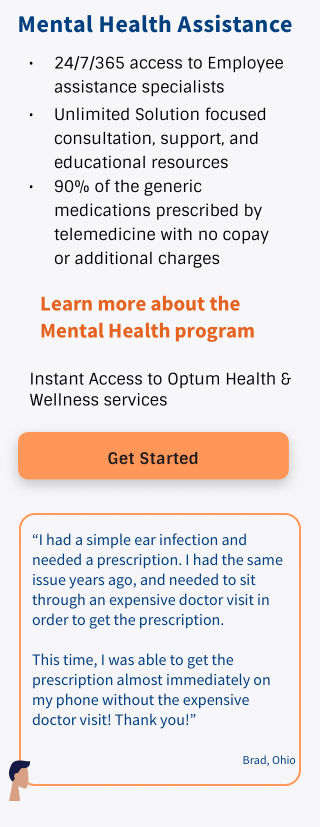 Mental Health Assistance
• 24/7/365 access to Employee
assistance specialists
• Unlimited Solution focused
consultation, support, and
educational resources
• 90% of the generic
medications prescribed by
telemedicine with no copay
or additional charges
Learn more about the
Mental Health program
Instant Access to Optum Health &
Wellness services
Get Started
“I had a simple ear infection and
needed a prescription. I had the same
issue years ago, and needed to sit
through an expensive doctor visit in
order to get the prescription.
This time, I was able to get the
prescription almost immediately on
my phone without the expensive
doctor visit! Thank you!”
Brad, Ohio